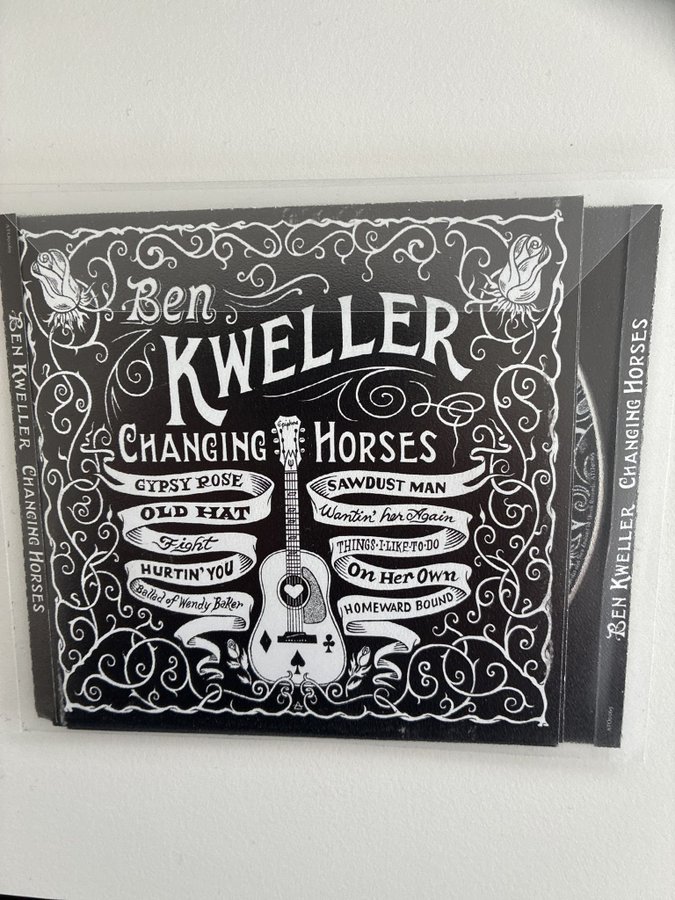 Ben
KWELLER
CHANGING HORSES
GYPSY ROSE
OLD HAT
Fight
HURTIN' YOU
Ballad of Wendy Baker
SAWDUST MAN
Wantin' her Again
THINGS·I·LIKE·TO·DO
On Her Own
HOMEWARD BOUND
BEN KWELLER CHANGING HORSES
BEN KWELLER CHANGING HORSES